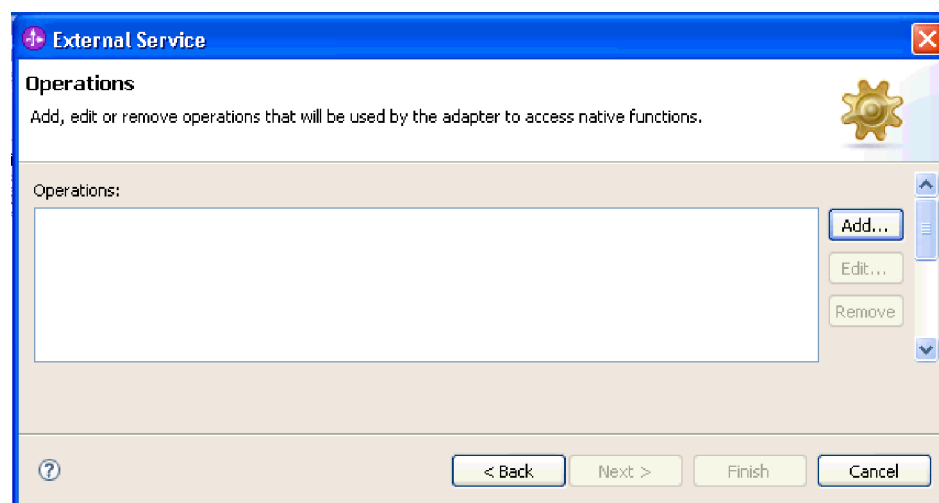 External Service
Operations
Add, edit or remove operations that will be used by the adapter to access native functions.
Operations:
Add...
Edit...
Remove
< Back
Next >
Finish
Cancel